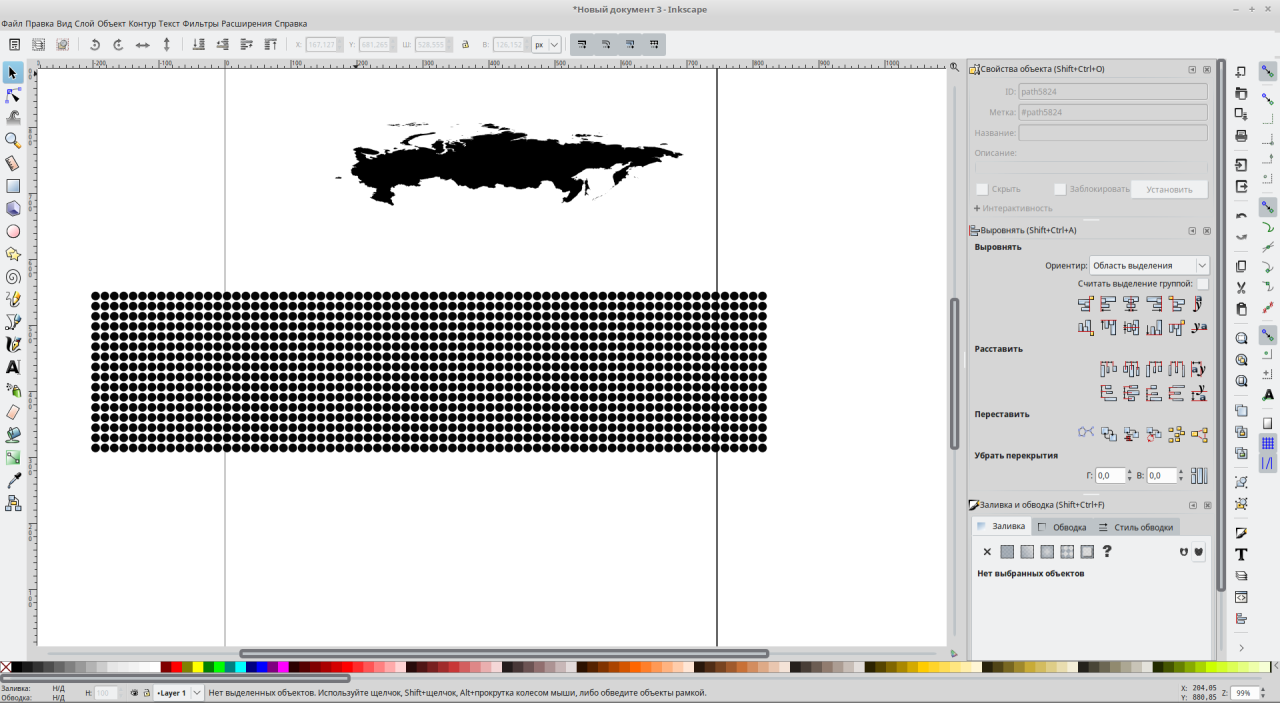 *Новый документ 3 - Inkscape
Файл Правка Вид Слой Объект Контур Текст Фильтры Расширения Справка
X: 167,127 Y: 681,265 Ш: 528,555 В: 126,152 px
-200 -100 0 100 200 300 400 500 600 700 800 900 1000
Свойства объекта (Shift+Ctrl+O)
ID: path5824
Метка: #path5824
Название:
Описание:
Скрыть Заблокировать Установить
Интерактивность
Выровнять (Shift+Ctrl+A)
Выровнять
Ориентир: Область выделения
Считать выделение группой:
Расставить
Переставить
Убрать перекрытия
Г: 0,0 В: 0,0
Заливка и обводка (Shift+Ctrl+F)
Заливка Обводка Стиль обводки
Нет выбранных объектов
Заливка: Н/Д
Обводка: Н/Д
Н: 100
•Layer 1
Нет выделенных объектов. Используйте щелчок, Shift+щелчок, Alt+прокрутка колесом мыши, либо обведите объекты рамкой.
X: 204,05
Y: 880,85
Z: 99%